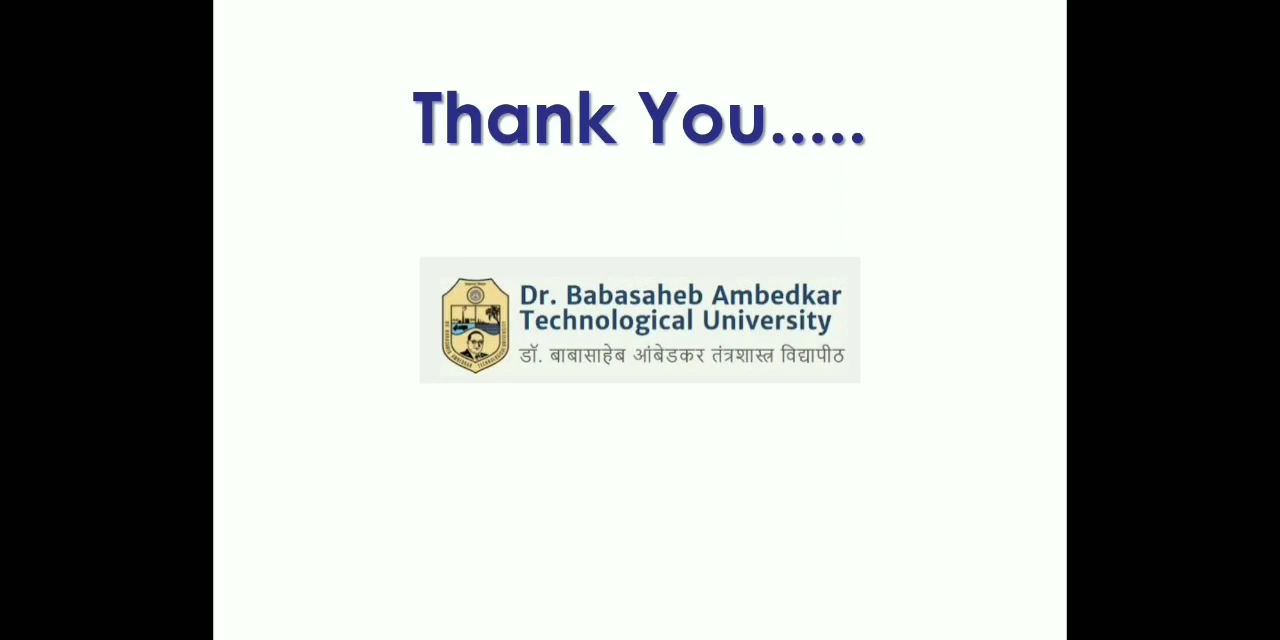 Thank You.....
Dr. Babasaheb Ambedkar
Technological University
डॉ. बाबासाहेब आंबेडकर तंत्रशास्त्र विद्यापीठ